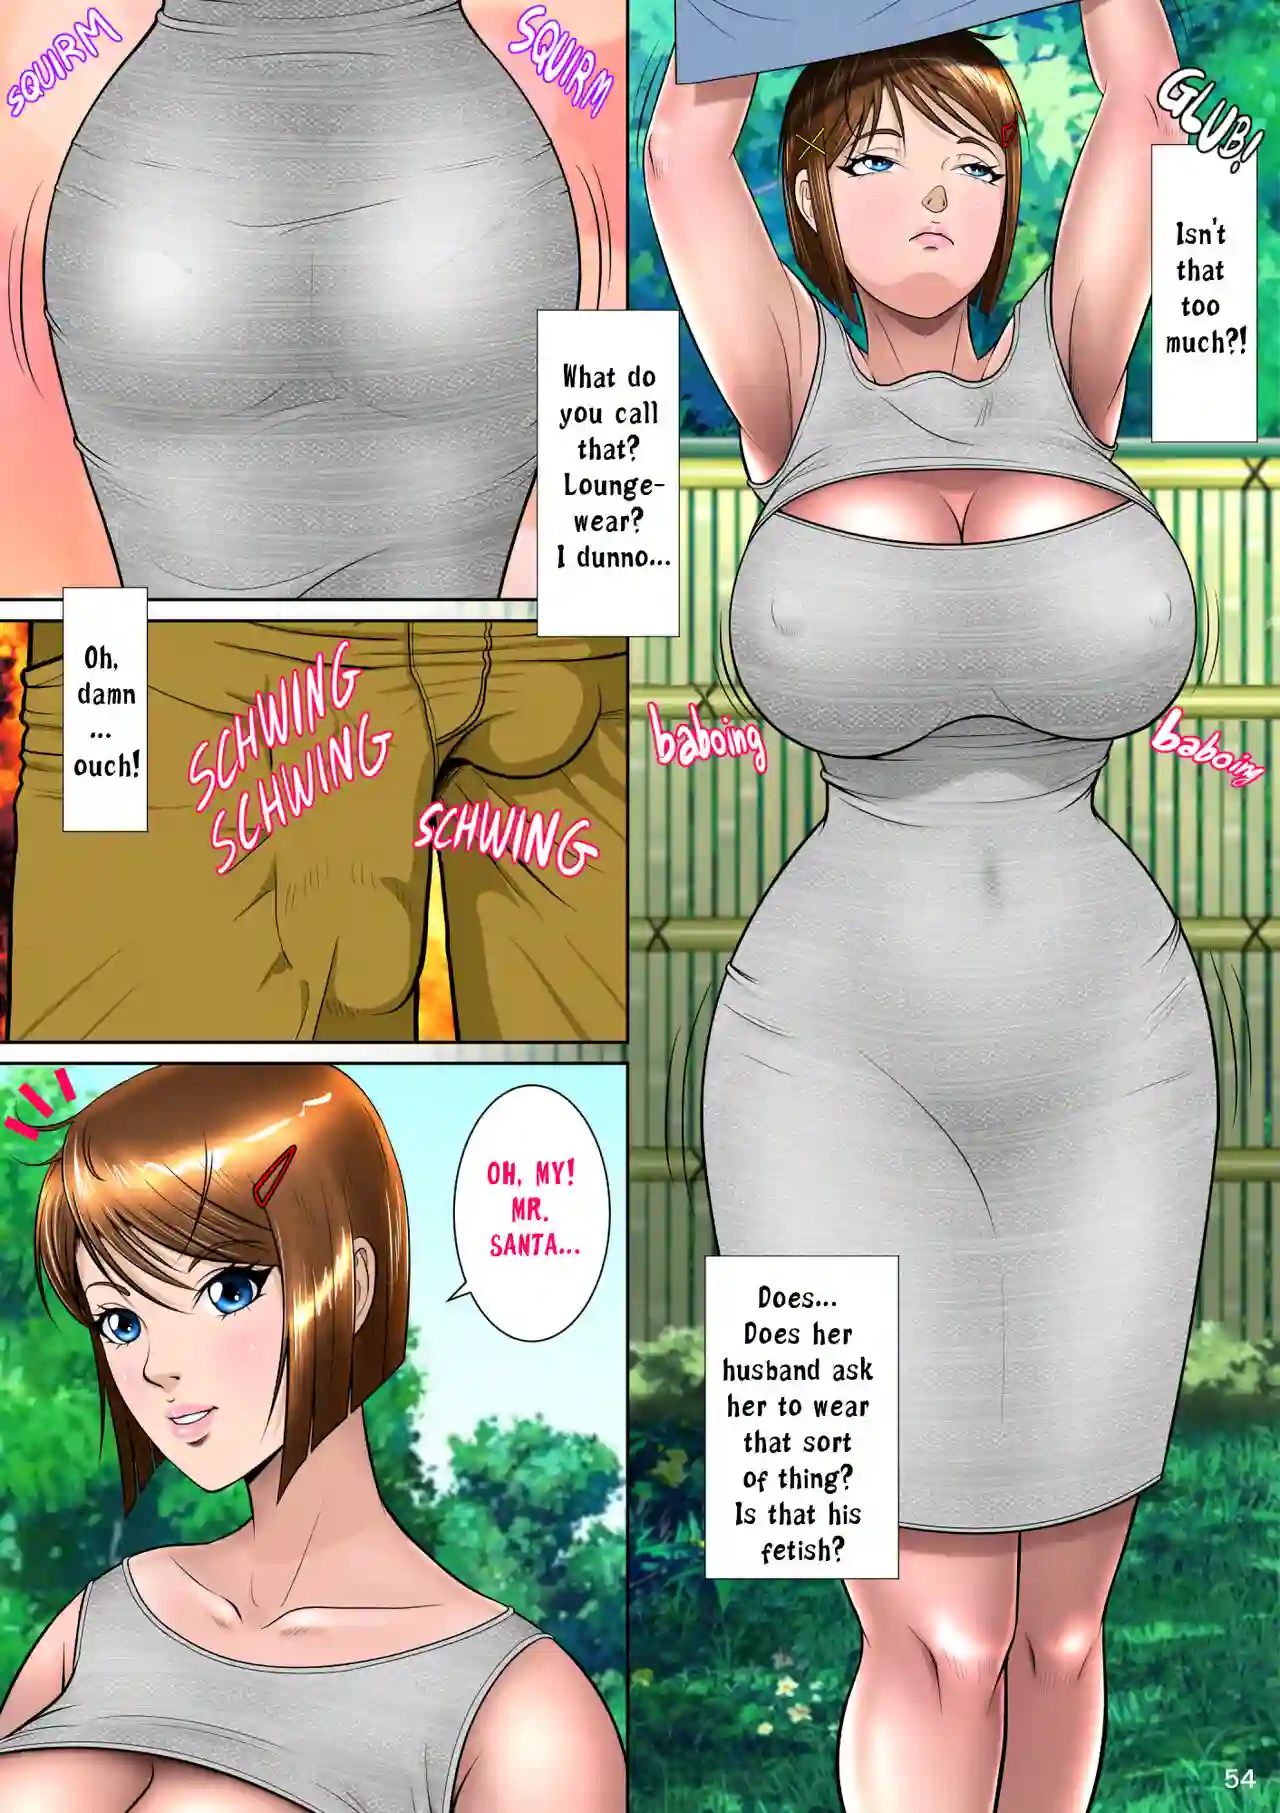 SQUIRM
SQUIRM
GLUB!
Isn't
that
too
much?!
What do
you call
that?
Lounge-
wear?
I dunno...
Oh,
damn
...
ouch!
SCHWING
SCHWING
SCHWING
baboing
baboing
OH, MY!
MR.
SANTA...
Does...
Does her
husband ask
her to wear
that sort
of thing?
Is that his
fetish?
54